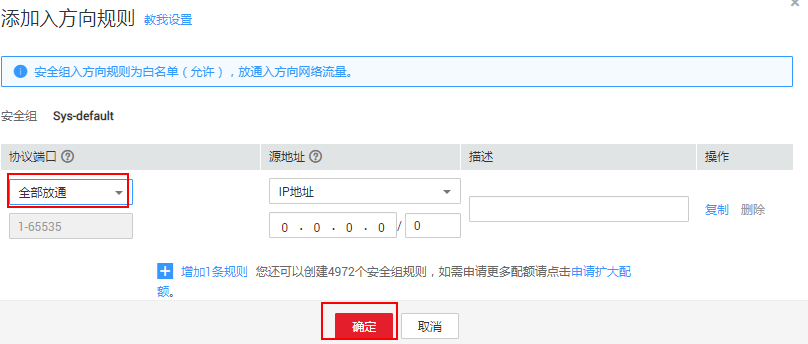 添加入方向规则 教我设置
安全组入方向规则为白名单（允许），放通入方向网络流量。
安全组 Sys-default
协议端口 源地址 描述 操作
全部放通 IP地址
复制 删除
1-65535 0 . 0 . 0 . 0 / 0
增加1条规则 您还可以创建4972个安全组规则，如需申请更多配额请点击申请扩大配
额。
确定 取消